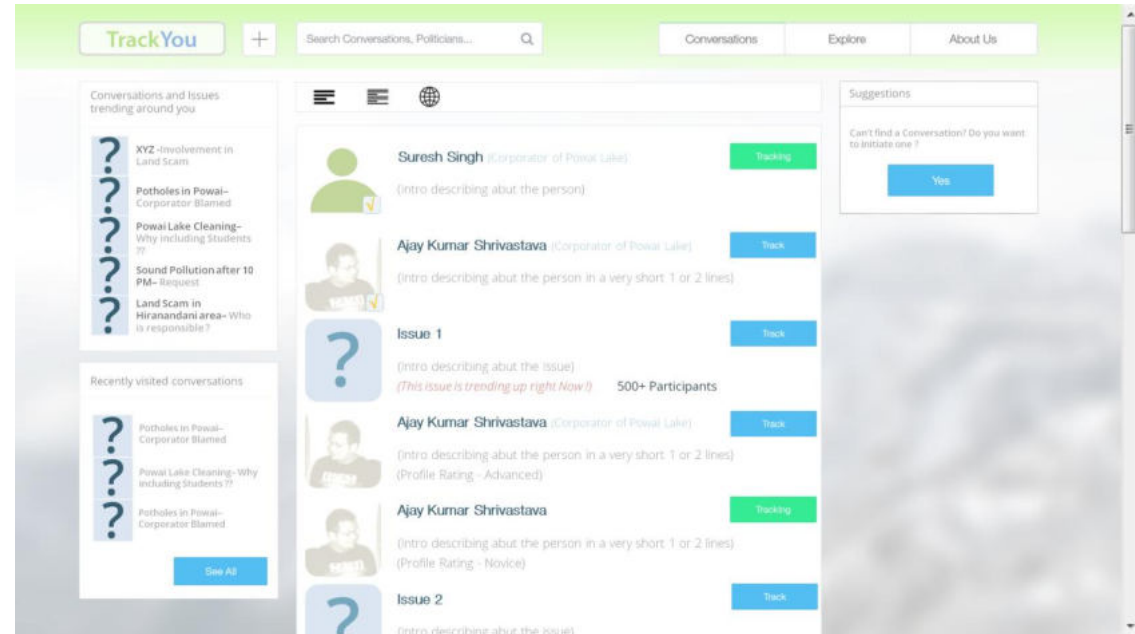 TrackYou
Search Conversations, Politicians...
Conversations
Explore
About Us
Conversations and Issues
trending around you
XYZ -Involvement in
Land Scam
Potholes in Powai–
Corporator Blamed
Powai Lake Cleaning–
Why including Students
??
Sound Pollution after 10
PM– Request
Land Scam in
Hiranandani area– Who
is responsible?
Recently visited conversations
Potholes in Powai–
Corporator Blamed
Powai Lake Cleaning– Why
including Students ??
Potholes in Powai–
Corporator Blamed
See All
Suresh Singh (Corporator of Powai Lake)
Tracking
(intro describing abut the person)
Ajay Kumar Shrivastava (Corporator of Powai Lake)
Track
(intro describing abut the person in a very short 1 or 2 lines)
Issue 1
Track
(intro describing abut the issue)
(This issue is trending up right Now !) 500+ Participants
Ajay Kumar Shrivastava (Corporator of Powai Lake)
Track
(intro describing abut the person in a very short 1 or 2 lines)
(Profile Rating - Advanced)
Ajay Kumar Shrivastava
Tracking
(intro describing abut the person in a very short 1 or 2 lines)
(Profile Rating - Novice)
Issue 2
Track
(intro describing abut the issue)
Suggestions
Can't find a Conversation? Do you want
to initiate one ?
Yes